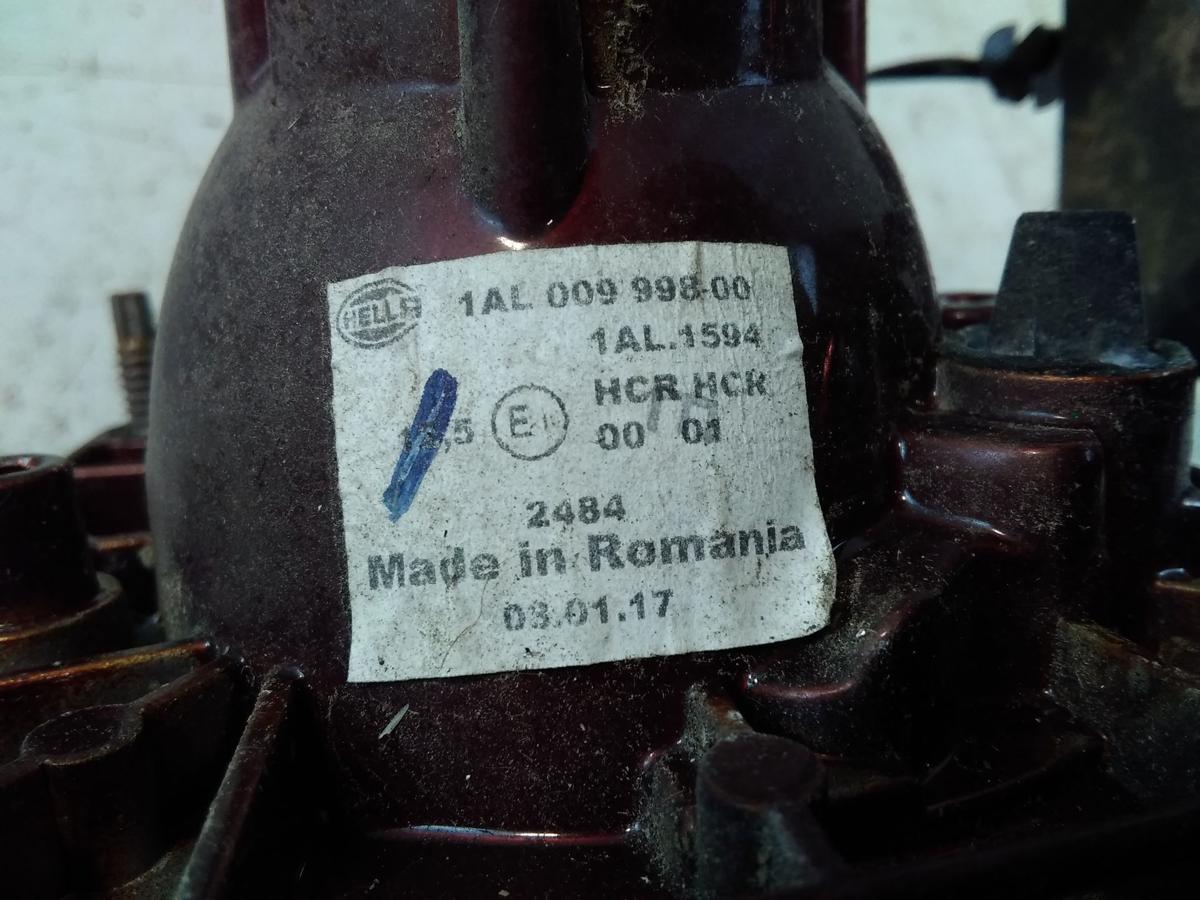 HELLA 1AL 009 998-00
1AL.1594
HCR HCR
E1 00 01
2484
Made in Romania
03.01.17